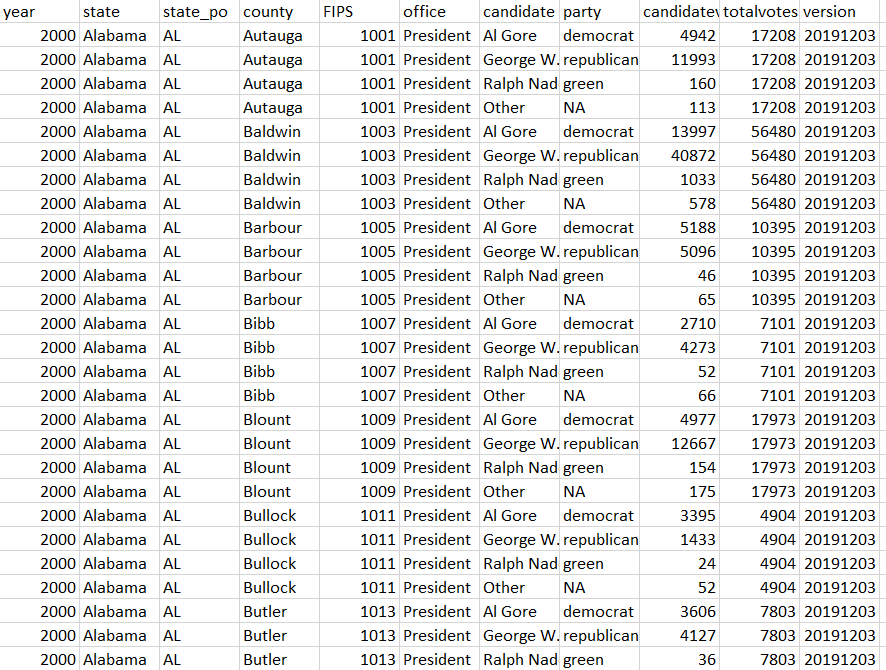 year state state_po county FIPS office candidate party candidatev totalvotes version
2000 Alabama AL Autauga 1001 President Al Gore democrat 4942 17208 20191203
2000 Alabama AL Autauga 1001 President George W. republican 11993 17208 20191203
2000 Alabama AL Autauga 1001 President Ralph Nad green 160 17208 20191203
2000 Alabama AL Autauga 1001 President Other NA 113 17208 20191203
2000 Alabama AL Baldwin 1003 President Al Gore democrat 13997 56480 20191203
2000 Alabama AL Baldwin 1003 President George W. republican 40872 56480 20191203
2000 Alabama AL Baldwin 1003 President Ralph Nad green 1033 56480 20191203
2000 Alabama AL Baldwin 1003 President Other NA 578 56480 20191203
2000 Alabama AL Barbour 1005 President Al Gore democrat 5188 10395 20191203
2000 Alabama AL Barbour 1005 President George W. republican 5096 10395 20191203
2000 Alabama AL Barbour 1005 President Ralph Nad green 46 10395 20191203
2000 Alabama AL Barbour 1005 President Other NA 65 10395 20191203
2000 Alabama AL Bibb 1007 President Al Gore democrat 2710 7101 20191203
2000 Alabama AL Bibb 1007 President George W. republican 4273 7101 20191203
2000 Alabama AL Bibb 1007 President Ralph Nad green 52 7101 20191203
2000 Alabama AL Bibb 1007 President Other NA 66 7101 20191203
2000 Alabama AL Blount 1009 President Al Gore democrat 4977 17973 20191203
2000 Alabama AL Blount 1009 President George W. republican 12667 17973 20191203
2000 Alabama AL Blount 1009 President Ralph Nad green 154 17973 20191203
2000 Alabama AL Blount 1009 President Other NA 175 17973 20191203
2000 Alabama AL Bullock 1011 President Al Gore democrat 3395 4904 20191203
2000 Alabama AL Bullock 1011 President George W. republican 1433 4904 20191203
2000 Alabama AL Bullock 1011 President Ralph Nad green 24 4904 20191203
2000 Alabama AL Bullock 1011 President Other NA 52 4904 20191203
2000 Alabama AL Butler 1013 President Al Gore democrat 3606 7803 20191203
2000 Alabama AL Butler 1013 President George W. republican 4127 7803 20191203
2000 Alabama AL Butler 1013 President Ralph Nad green 36 7803 20191203